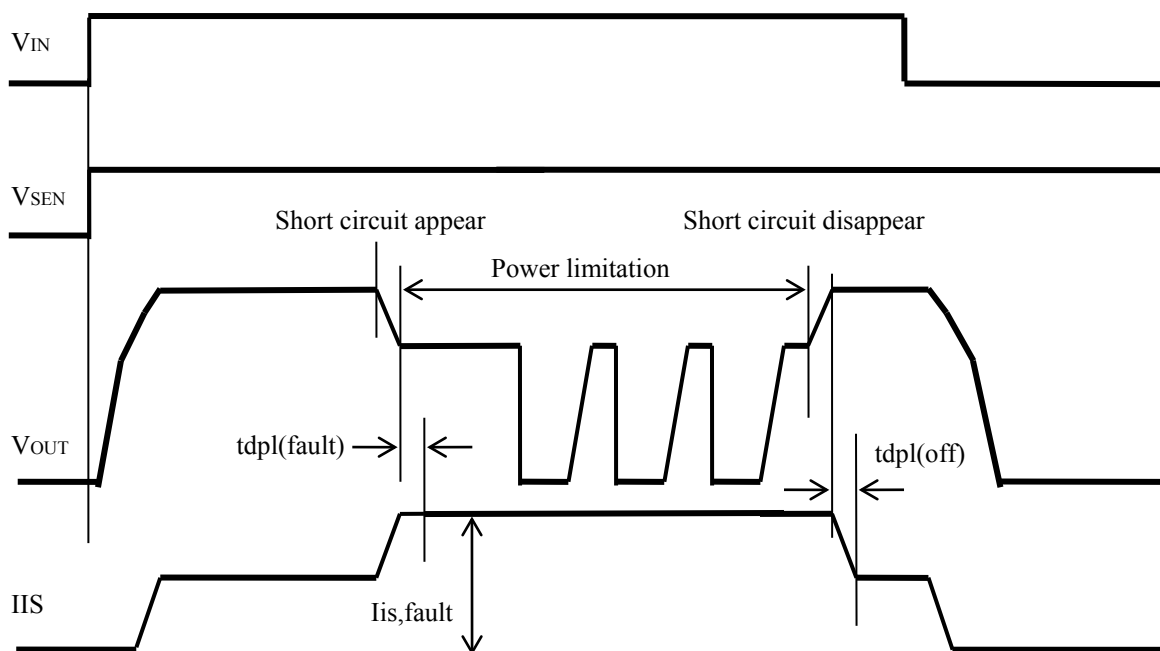 VIN
VSEN
Short circuit appear
Short circuit disappear
Power limitation
VOUT
tdpl(fault)
tdpl(off)
IIS
Iis,fault